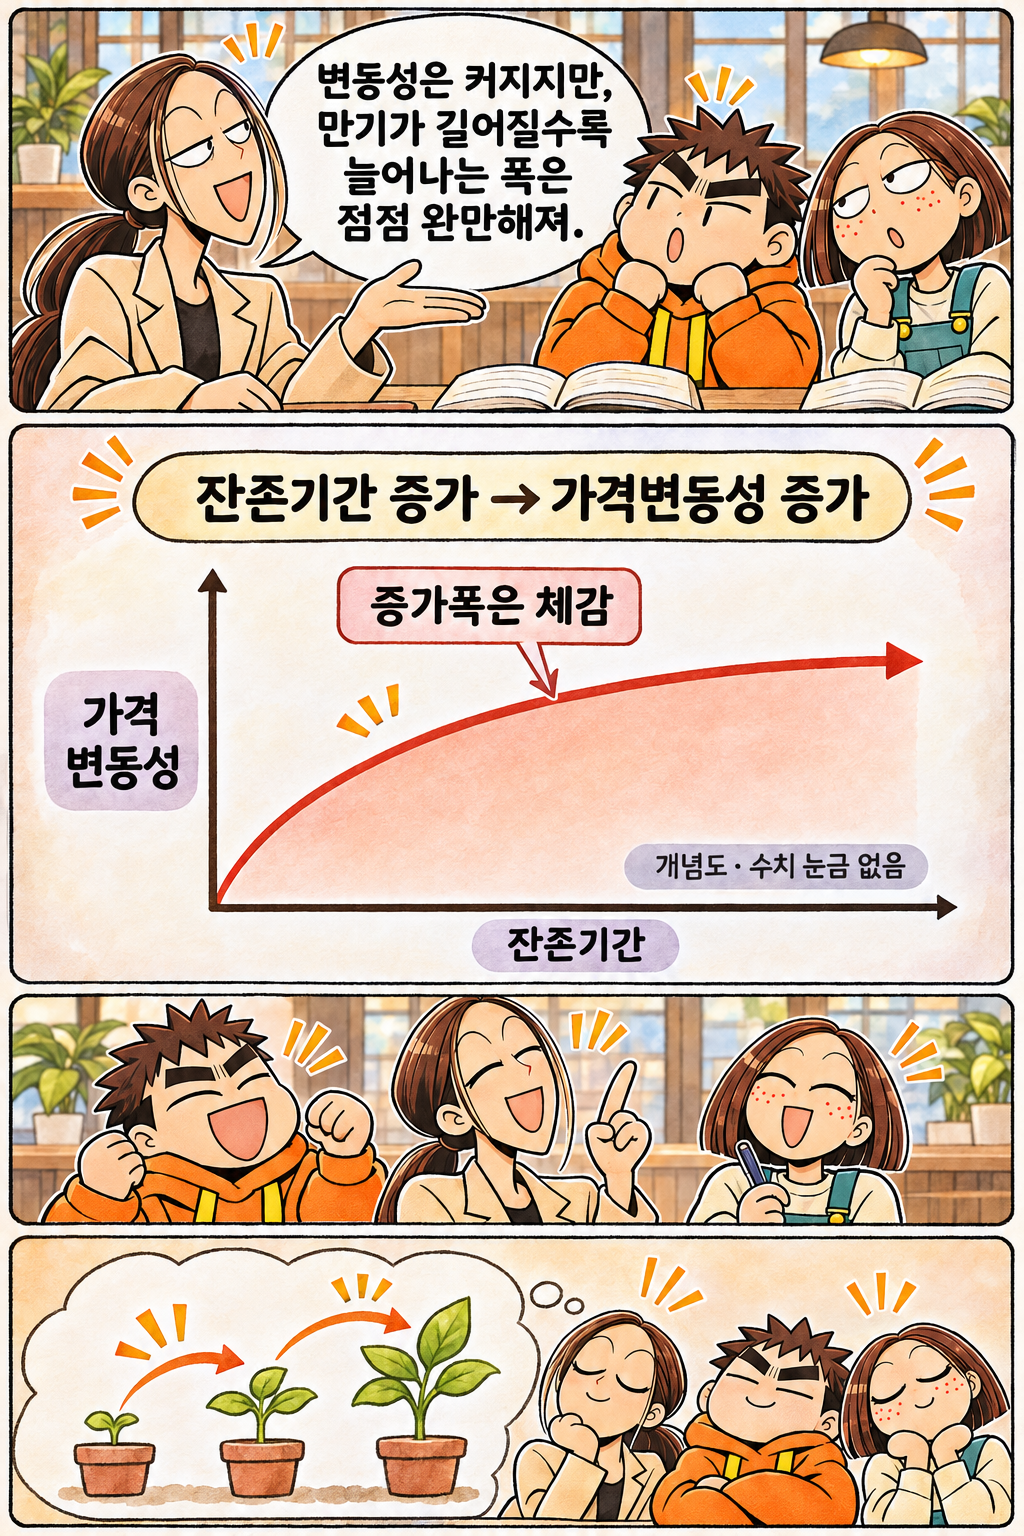 변동성은 커지지만,
만기가 길어질수록
늘어나는 폭은
점점 완만해져.
잔존기간 증가 → 가격변동성 증가
증가폭은 체감
가격
변동성
개념도 · 수치 눈금 없음
잔존기간